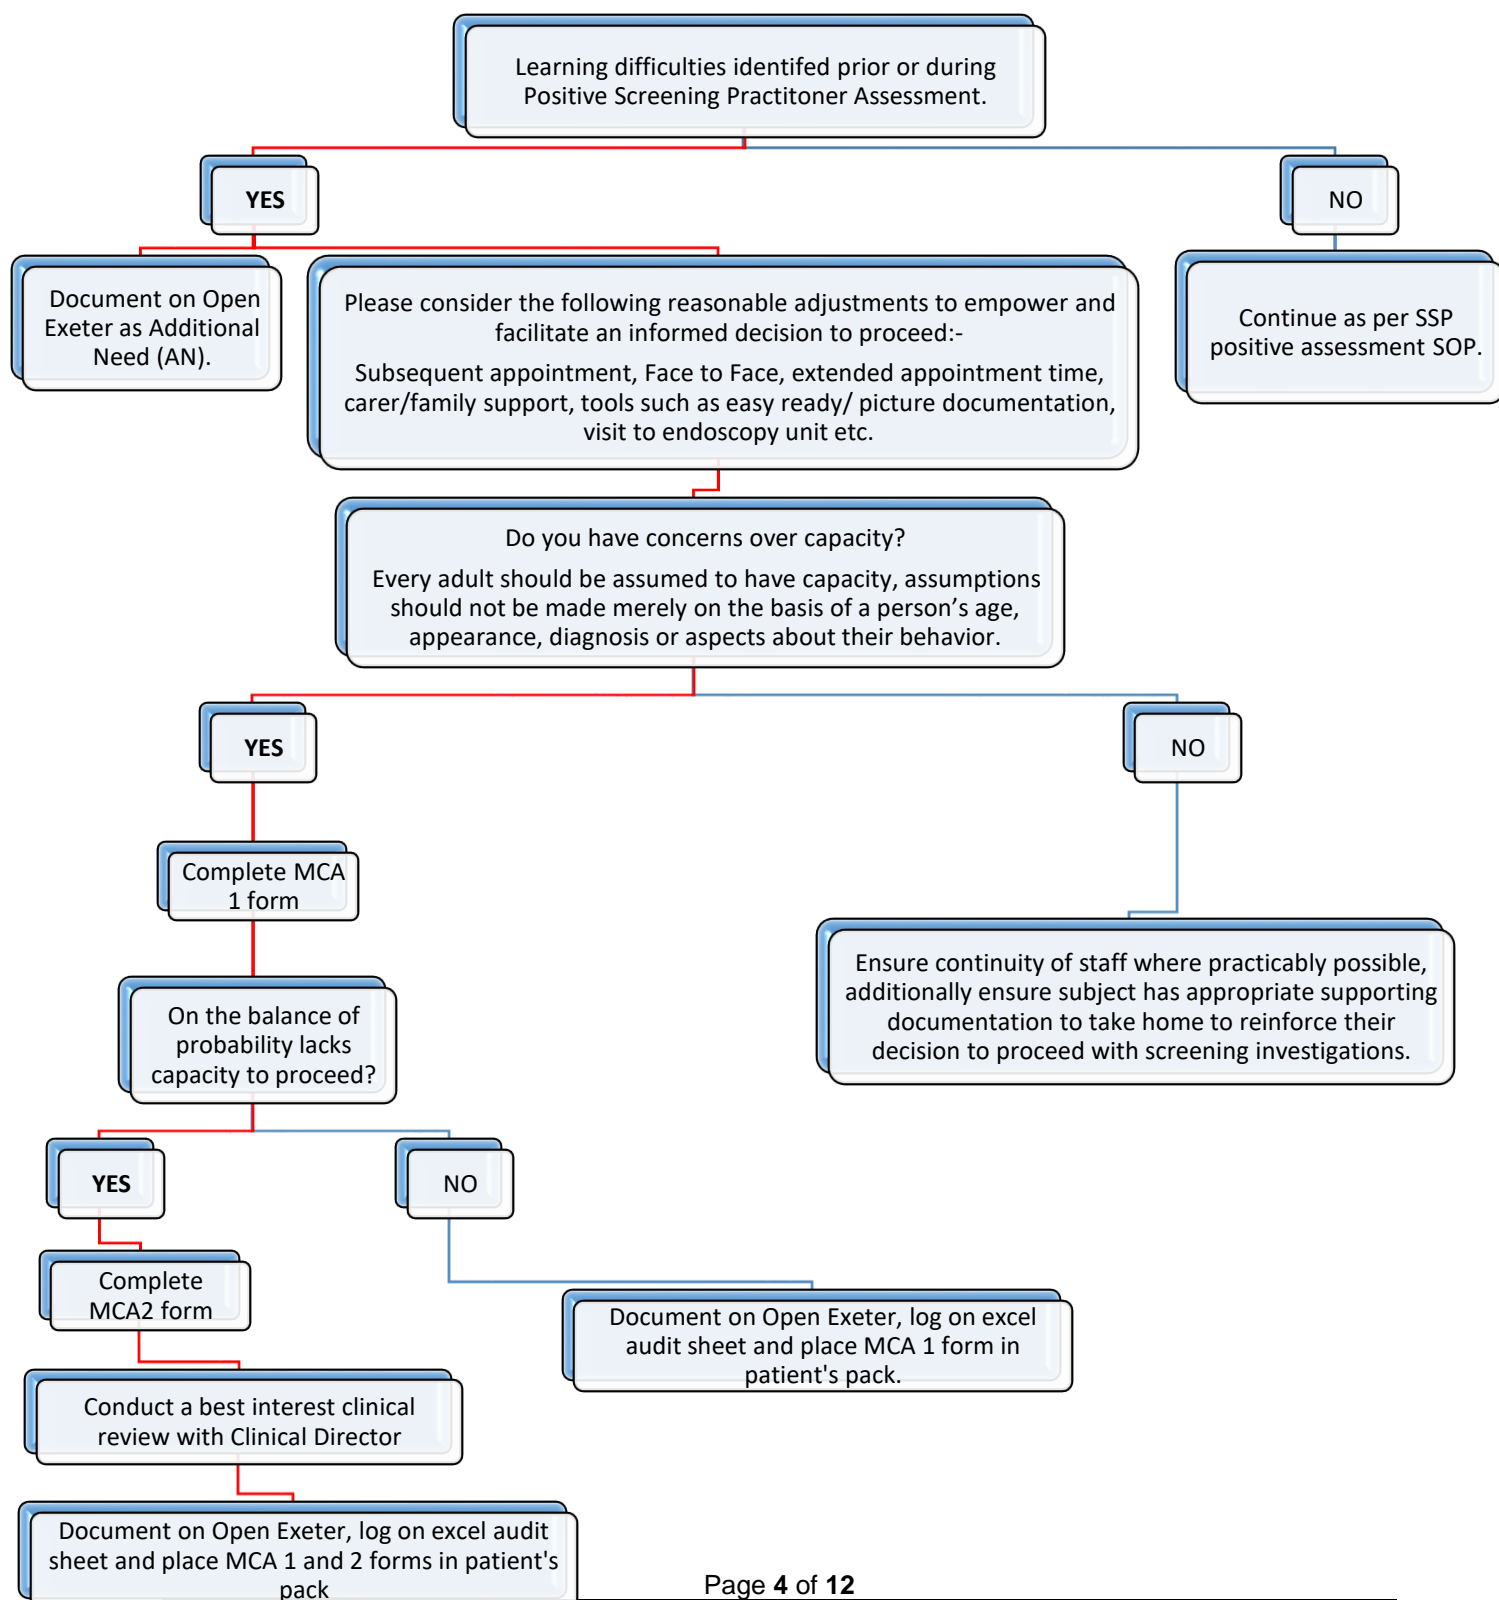 Learning difficulties identifed prior or during
Positive Screening Practitoner Assessment.
YES
NO
Document on Open
Exeter as Additional
Need (AN).
Please consider the following reasonable adjustments to empower and
facilitate an informed decision to proceed:-
Subsequent appointment, Face to Face, extended appointment time,
carer/family support, tools such as easy ready/ picture documentation,
visit to endoscopy unit etc.
Continue as per SSP
positive assessment SOP.
Do you have concerns over capacity?
Every adult should be assumed to have capacity, assumptions
should not be made merely on the basis of a person’s age,
appearance, diagnosis or aspects about their behavior.
YES
NO
Complete MCA
1 form
Ensure continuity of staff where practicably possible,
additionally ensure subject has appropriate supporting
documentation to take home to reinforce their
decision to proceed with screening investigations.
On the balance of
probability lacks
capacity to proceed?
YES
NO
Complete
MCA2 form
Document on Open Exeter, log on excel
audit sheet and place MCA 1 form in
patient's pack.
Conduct a best interest clinical
review with Clinical Director
Document on Open Exeter, log on excel audit
sheet and place MCA 1 and 2 forms in patient's
pack
Page 4 of 12